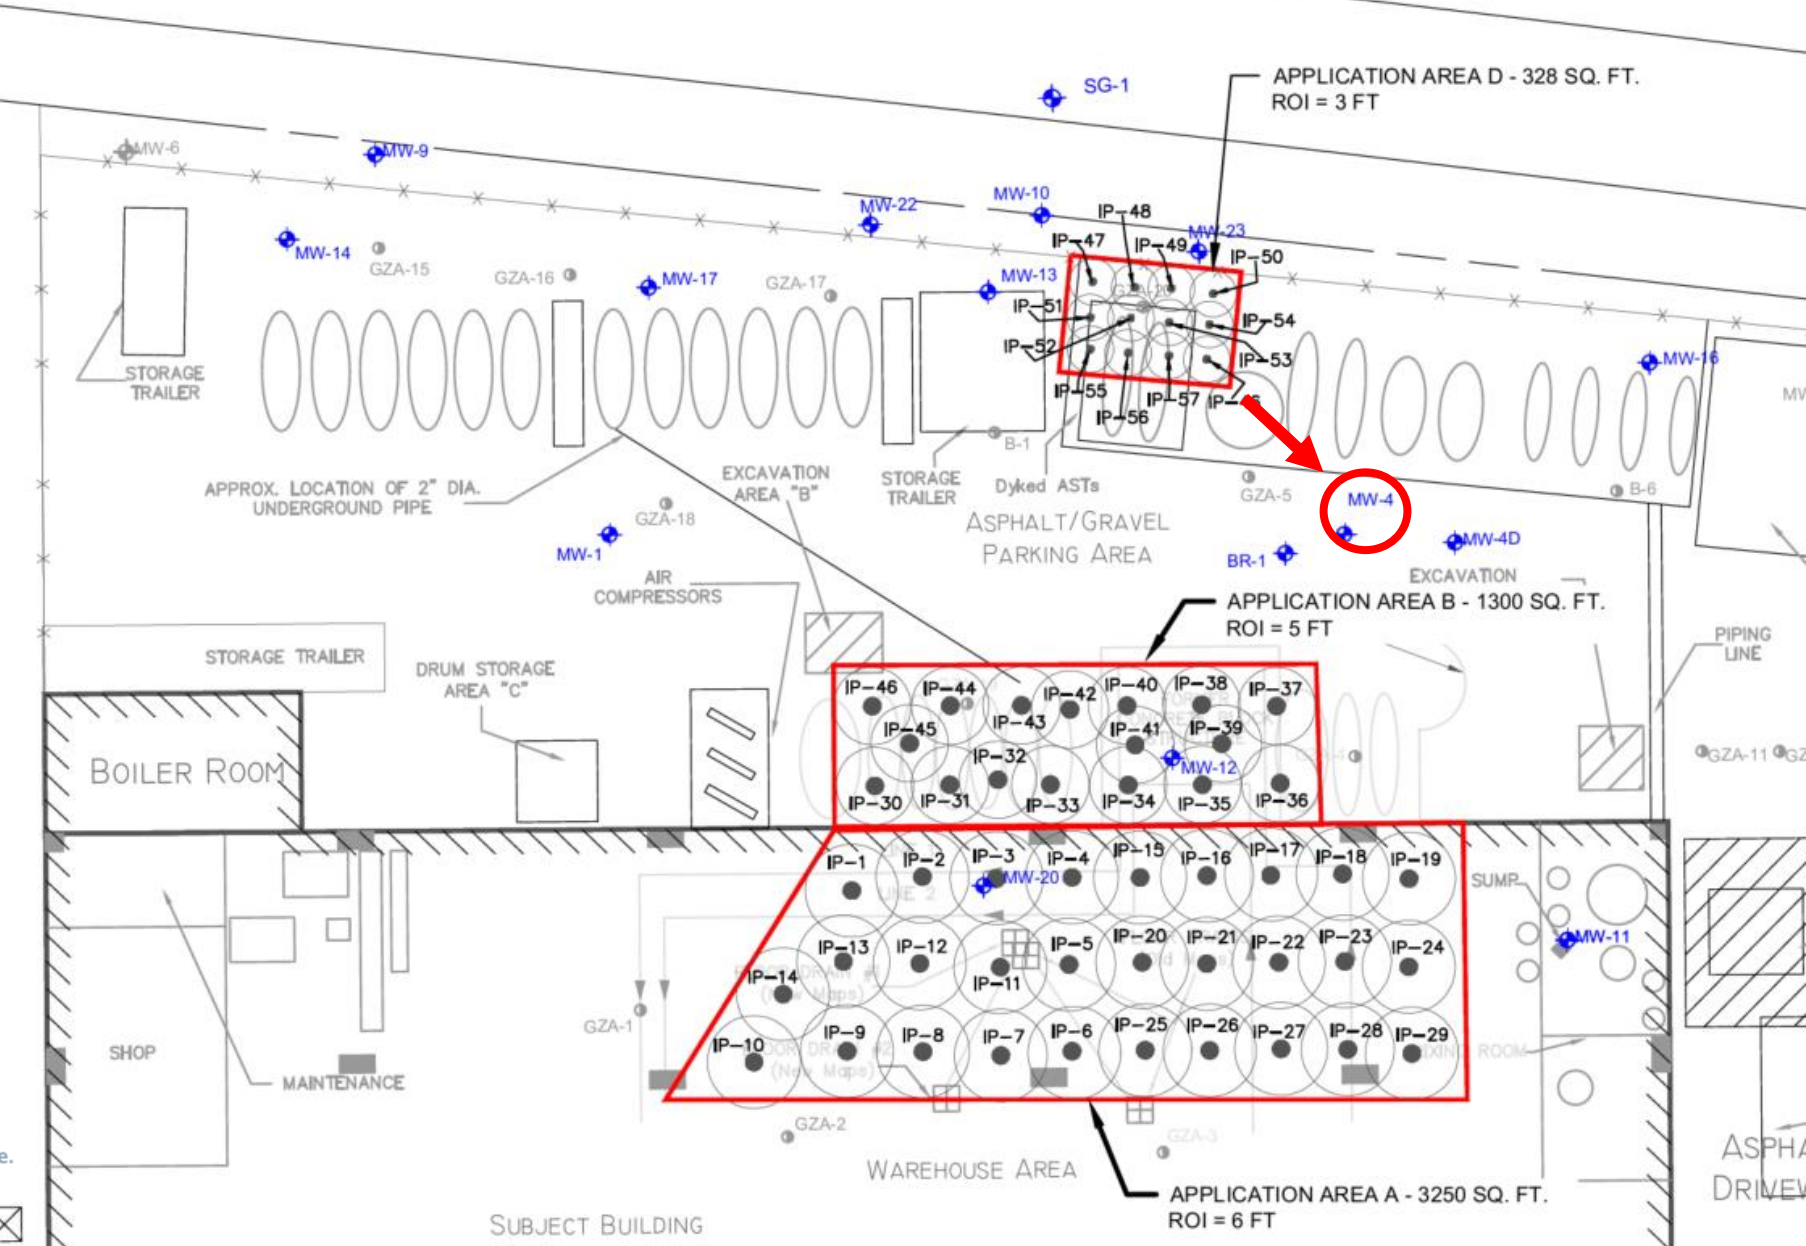 APPLICATION AREA D - 328 SQ. FT.
ROI = 3 FT
SG-1
MW-6
MW-9
MW-22
MW-10
IP-48
MW-23
MW-14
GZA-15
GZA-16
MW-17
GZA-17
MW-13
IP-47
IP-49
IP-50
GZA-20
IP-51
IP-52
IP-54
IP-53
MW-16
STORAGE
TRAILER
IP-55
IP-56
IP-57
B-1
STORAGE
TRAILER
Dyked ASTs
EXCAVATION
AREA "B"
APPROX. LOCATION OF 2" DIA.
UNDERGROUND PIPE
GZA-18
MW-1
ASPHALT/GRAVEL
PARKING AREA
GZA-5
MW-4
BR-1
MW-4D
B-6
EXCAVATION
AIR
COMPRESSORS
APPLICATION AREA B - 1300 SQ. FT.
ROI = 5 FT
PIPING
LINE
STORAGE TRAILER
DRUM STORAGE
AREA "C"
IP-46
IP-44
IP-42
IP-40
IP-38
IP-37
IP-43
IP-45
IP-41
IP-39
IP-32
MW-12
IP-30
IP-31
IP-33
IP-34
IP-35
IP-36
GZA-11
BOILER ROOM
IP-1
IP-2
IP-3
IP-4
IP-15
IP-16
IP-17
IP-18
IP-19
MW-20
LINE 2
SUMP
MW-11
IP-13
IP-12
IP-11
IP-5
IP-20
IP-21
IP-22
IP-23
IP-24
IP-14
(New Maps)
GZA-1
IP-10
IP-9
IP-8
IP-7
IP-6
IP-25
IP-26
IP-27
IP-28
IP-29
(New Maps)
SHOP
MAINTENANCE
GZA-2
GZA-3
WAREHOUSE AREA
APPLICATION AREA A - 3250 SQ. FT.
ROI = 6 FT
SUBJECT BUILDING
e.